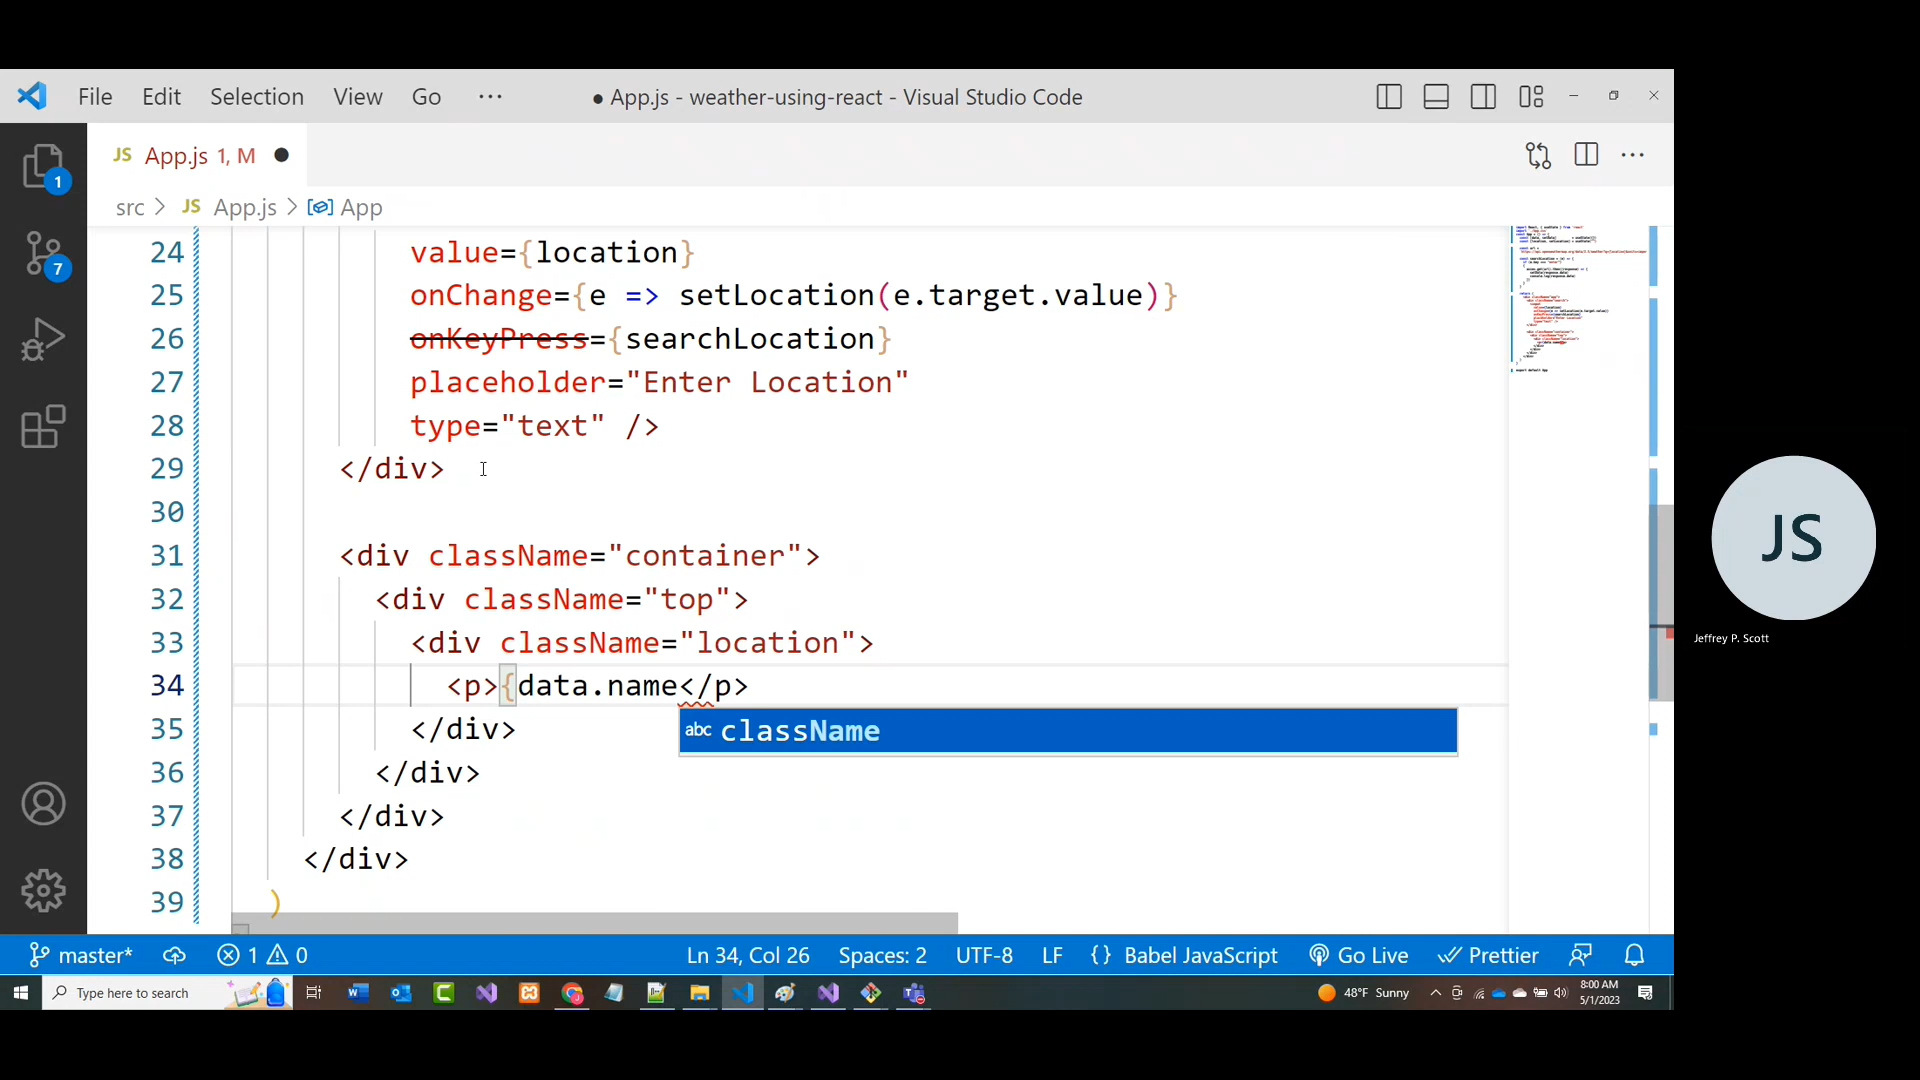 File Edit Selection View Go ··· ● App.js - weather-using-react - Visual Studio Code
JS App.js 1, M ●
src > JS App.js > App
1
7
24 value={location}
25 onChange={e => setLocation(e.target.value)}
26 onKeyPress={searchLocation}
27 placeholder="Enter Location"
28 type="text" />
29 </div>
30
31 <div className="container">
32 <div className="top">
33 <div className="location">
34 <p>{data.name</p>
abc className
35 </div>
36 </div>
37 </div>
38 </div>
39 )
JS
Jeffrey P. Scott
master* 1 0 Ln 34, Col 26 Spaces: 2 UTF-8 LF {} Babel JavaScript Go Live Prettier
Type here to search 48°F Sunny 8:00 AM
5/1/2023